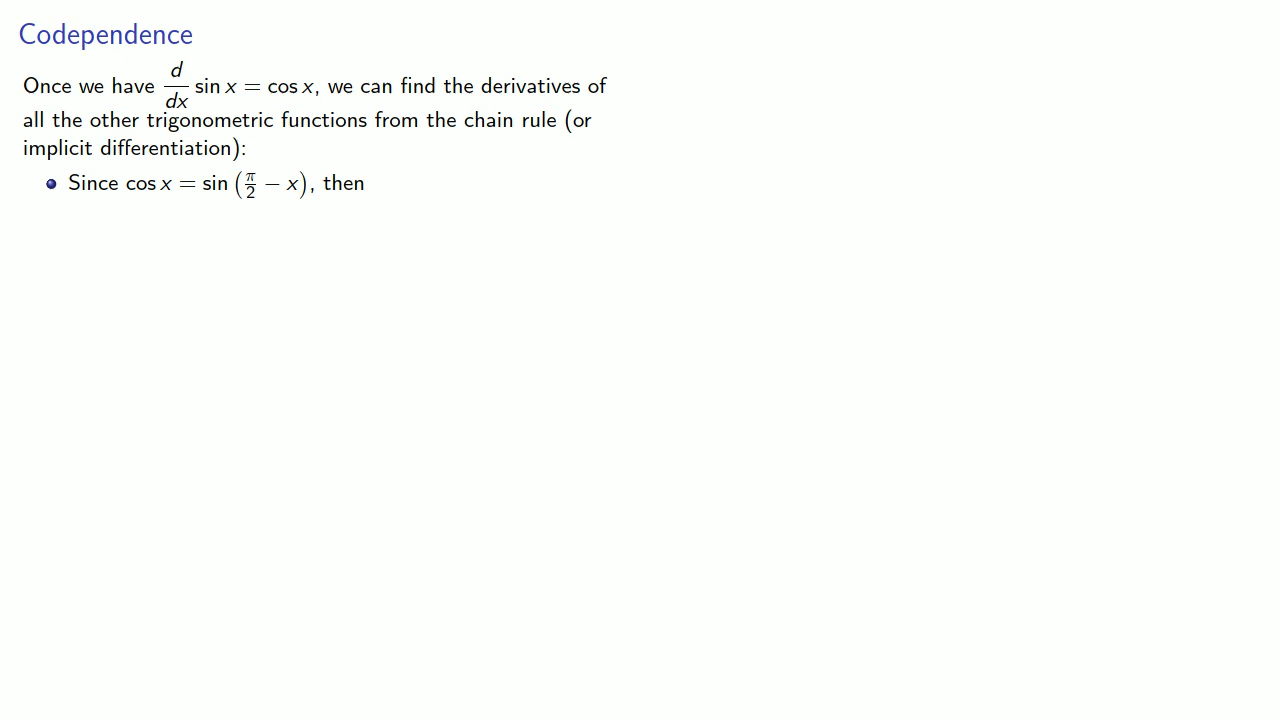 Codependence
Once we have d/dx sin x = cos x, we can find the derivatives of
all the other trigonometric functions from the chain rule (or
implicit differentiation):
• Since cos x = sin (π/2 − x), then